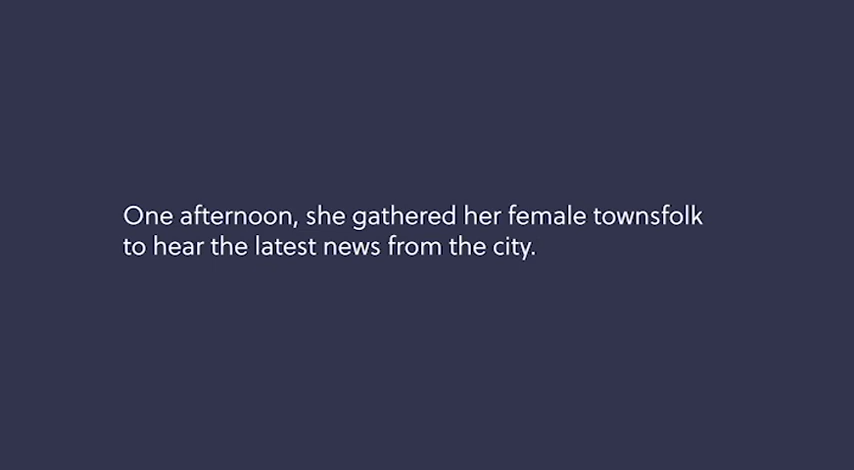 One afternoon, she gathered her female townsfolk
to hear the latest news from the city.